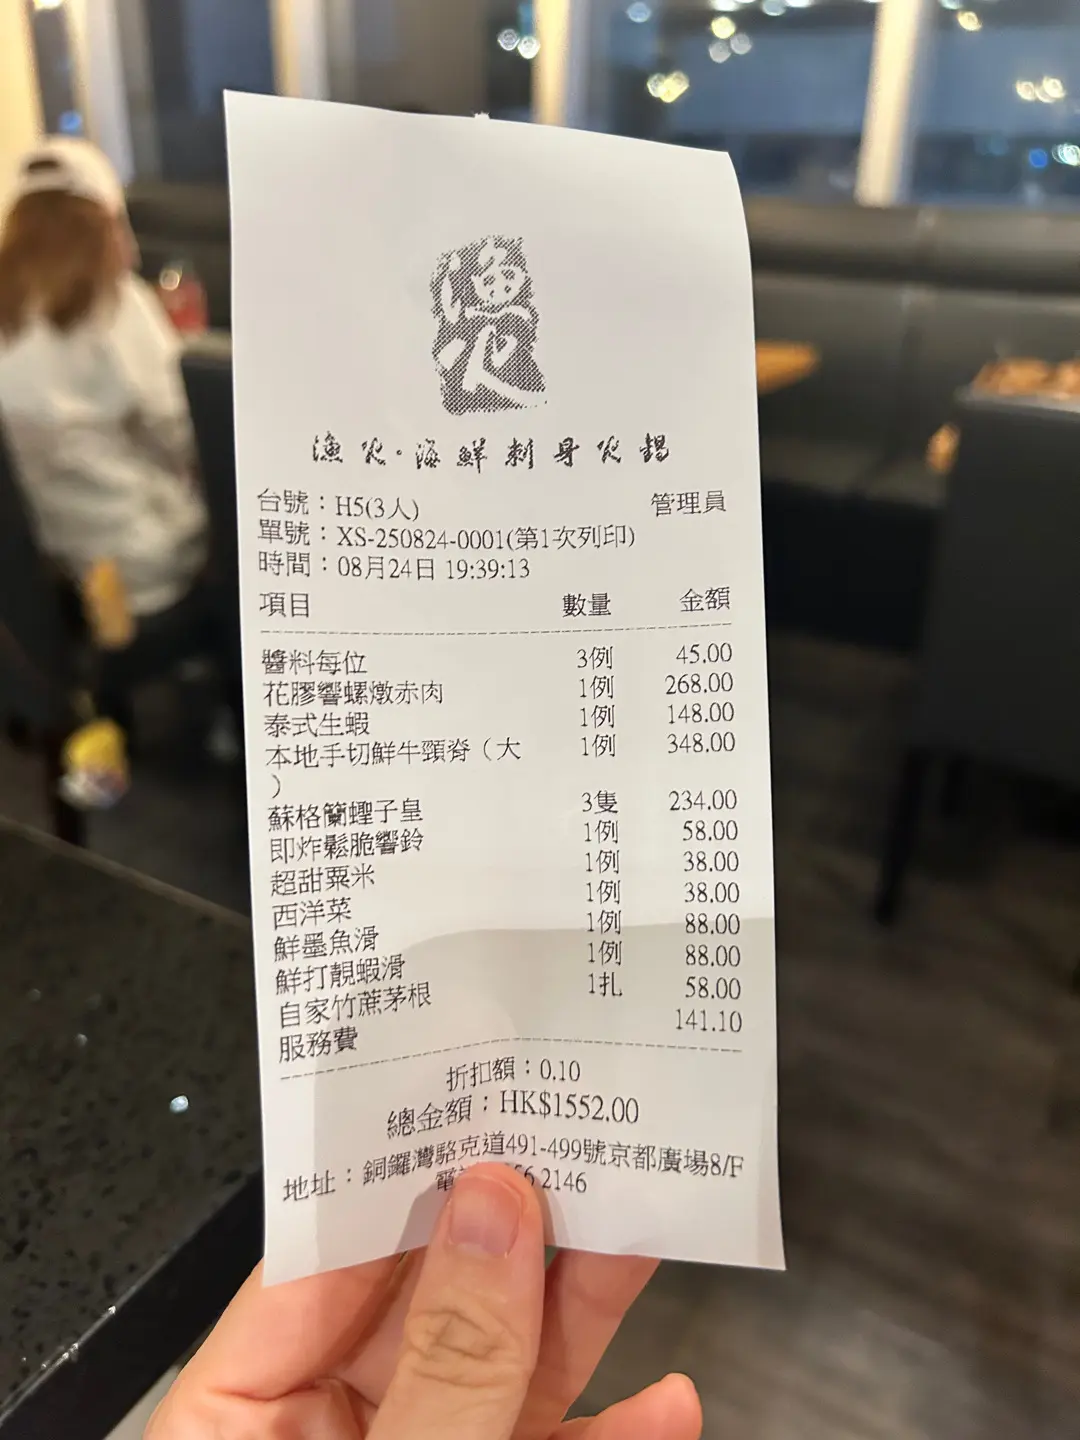 漁火
漁火·海鮮刺身火鍋
台號：H5(3人) 管理員
單號：XS-250824-0001(第1次列印)
時間：08月24日 19:39:13
項目 數量 金額
醬料每位 3例 45.00
花膠響螺燉赤肉 1例 268.00
泰式生蝦 1例 148.00
本地手切鮮牛頸脊（大 1例 348.00
）
蘇格蘭蟶子皇 3隻 234.00
即炸鬆脆響鈴 1例 58.00
超甜粟米 1例 38.00
西洋菜 1例 38.00
鮮墨魚滑 1例 88.00
鮮打靚蝦滑 1例 88.00
自家竹蔗茅根 1扎 58.00
服務費 141.10
折扣額：0.10
總金額：HK$1552.00
地址：銅鑼灣駱克道491-499號京都廣場8/F
電 2146